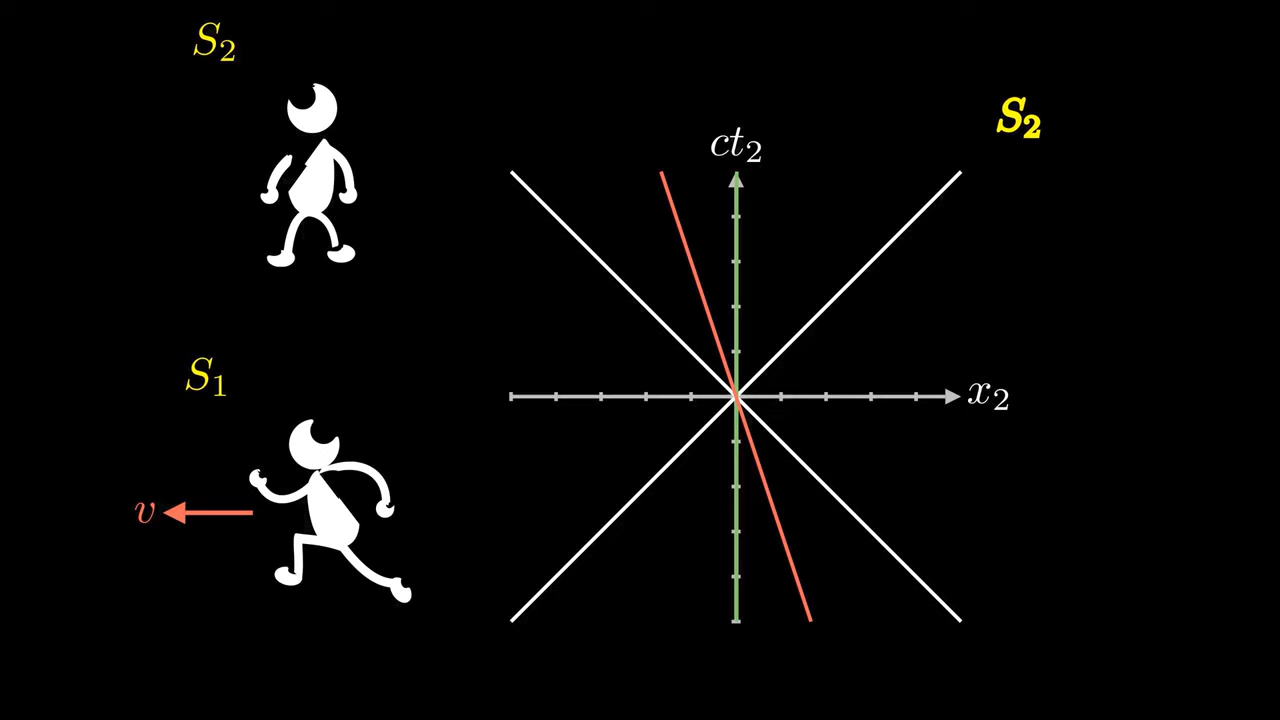 S₂
S₂
ct₂
S₁
x₂
v